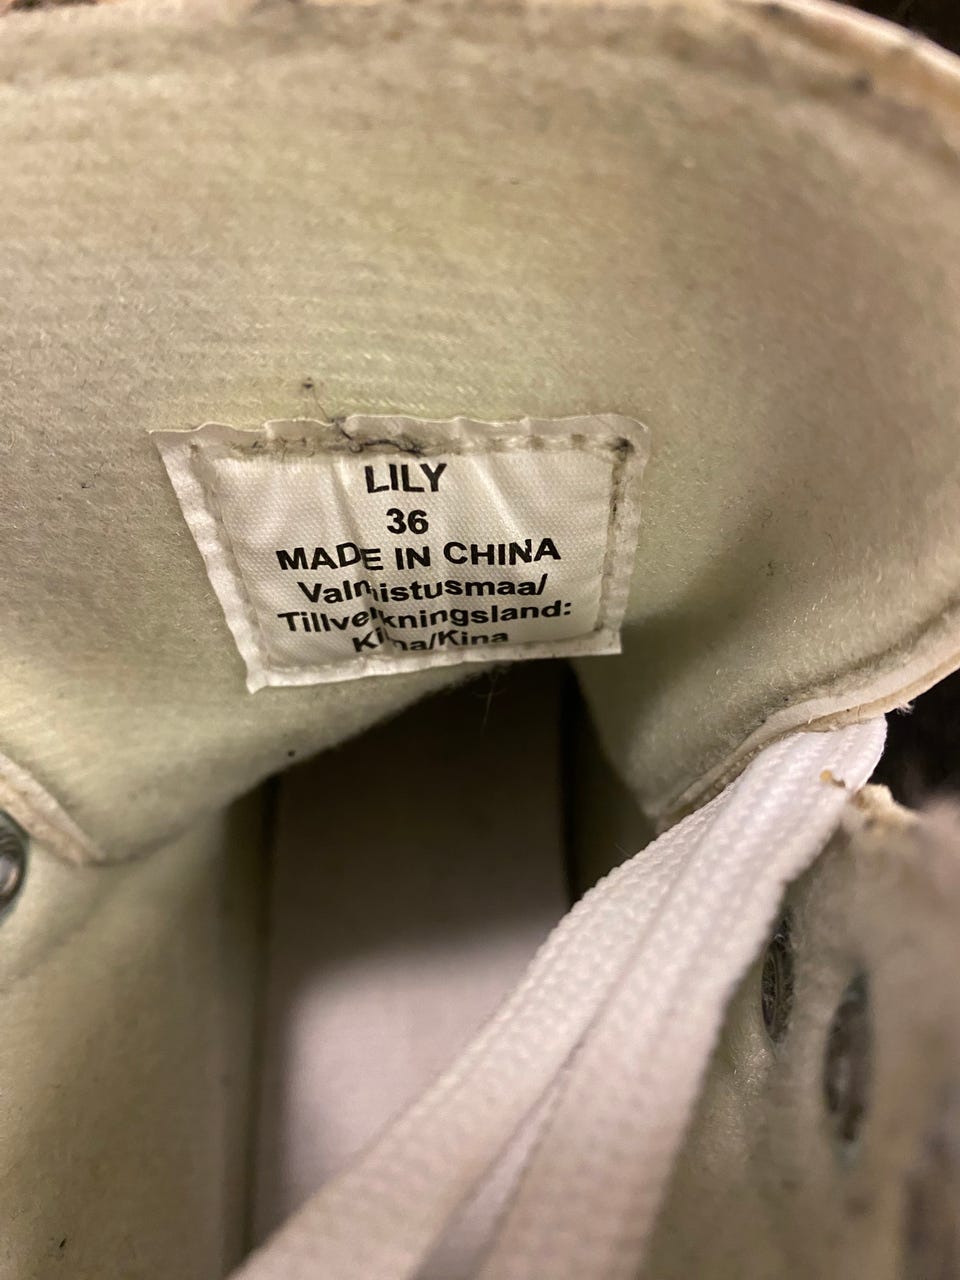 LILY
36
MADE IN CHINA
Valmistusmaa/
Tillverkningsland:
Kiina/Kina